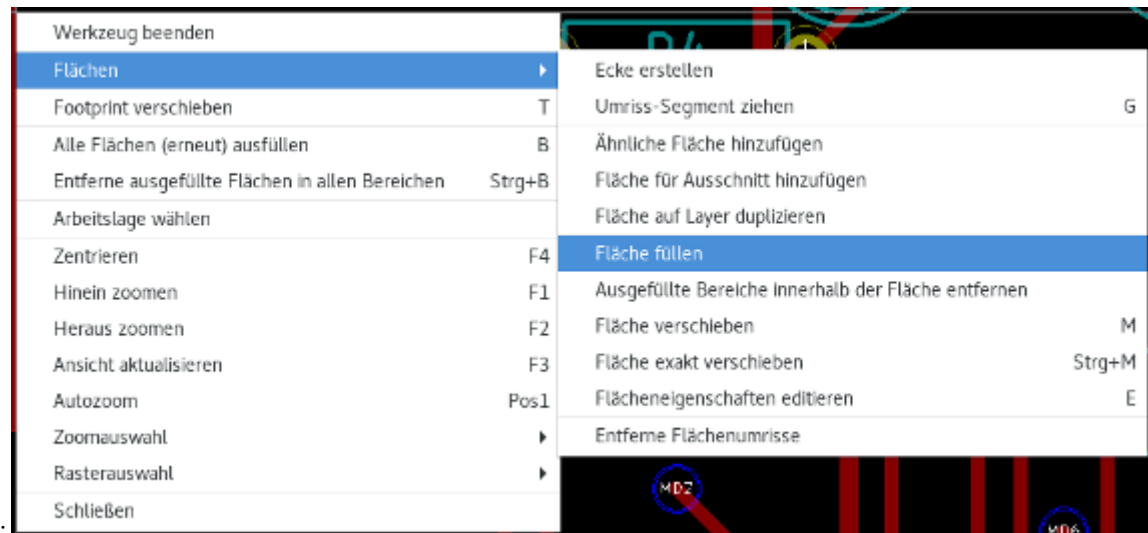 Werkzeug beenden
Flächen
Footprint verschieben T
Alle Flächen (erneut) ausfüllen B
Entferne ausgefüllte Flächen in allen Bereichen Strg+B
Arbeitslage wählen
Zentrieren F4
Hinein zoomen F1
Heraus zoomen F2
Ansicht aktualisieren F3
Autozoom Pos1
Zoomauswahl
Rasterauswahl
Schließen
Ecke erstellen
Umriss-Segment ziehen G
Ähnliche Fläche hinzufügen
Fläche für Ausschnitt hinzufügen
Fläche auf Layer duplizieren
Fläche füllen
Ausgefüllte Bereiche innerhalb der Fläche entfernen
Fläche verschieben M
Fläche exakt verschieben Strg+M
Flächeneigenschaften editieren E
Entferne Flächenumrisse
MD2
MD6
.